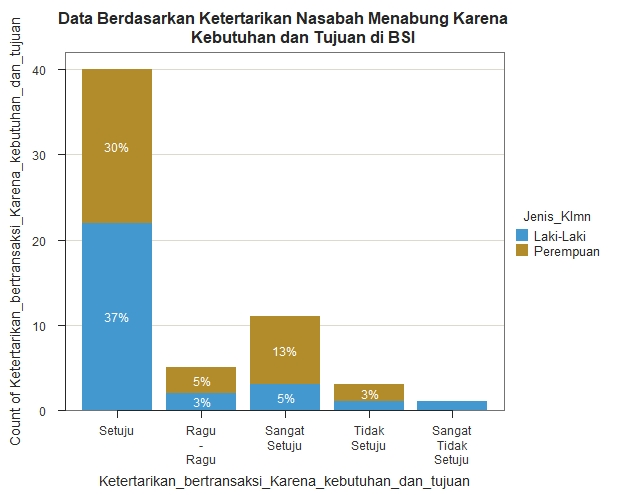 Data Berdasarkan Ketertarikan Nasabah Menabung Karena
Kebutuhan dan Tujuan di BSI
Count of Ketertarikan_bertransaksi_Karena_kebutuhan_dan_tujuan
40
30
20
10
0
30%
37%
5%
3%
13%
5%
3%
Setuju
Ragu
-
Ragu
Sangat
Setuju
Tidak
Setuju
Sangat
Tidak
Setuju
Ketertarikan_bertransaksi_Karena_kebutuhan_dan_tujuan
Jenis_Klmn
Laki-Laki
Perempuan